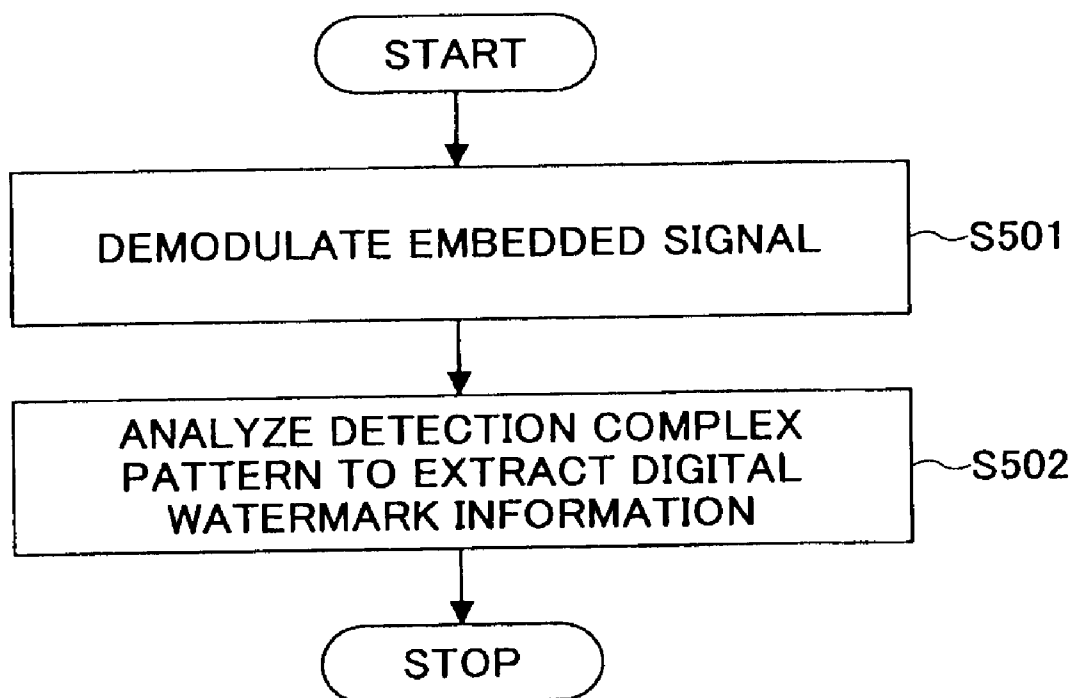 START
DEMODULATE EMBEDDED SIGNAL
S501
ANALYZE DETECTION COMPLEX
PATTERN TO EXTRACT DIGITAL
WATERMARK INFORMATION
S502
STOP